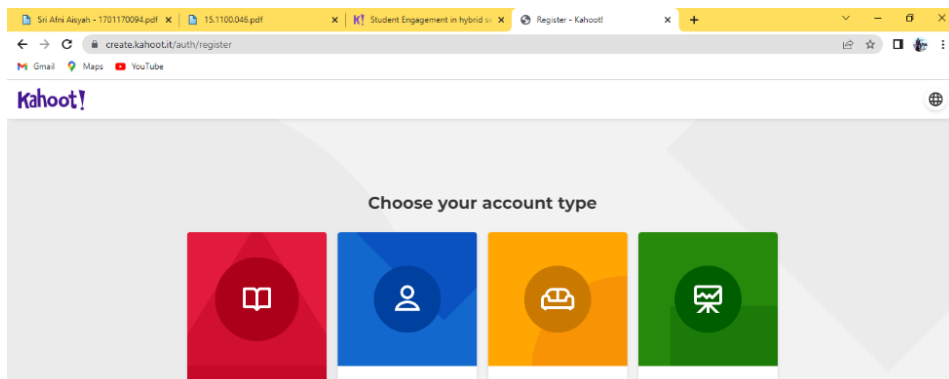 Sri Afni Aisyah - 1701170094.pdf
15.1100.046.pdf
K! Student Engagement in hybrid se
Register - Kahoot!
create.kahoot.it/auth/register
Gmail Maps YouTube
Kahoot!
Choose your account type